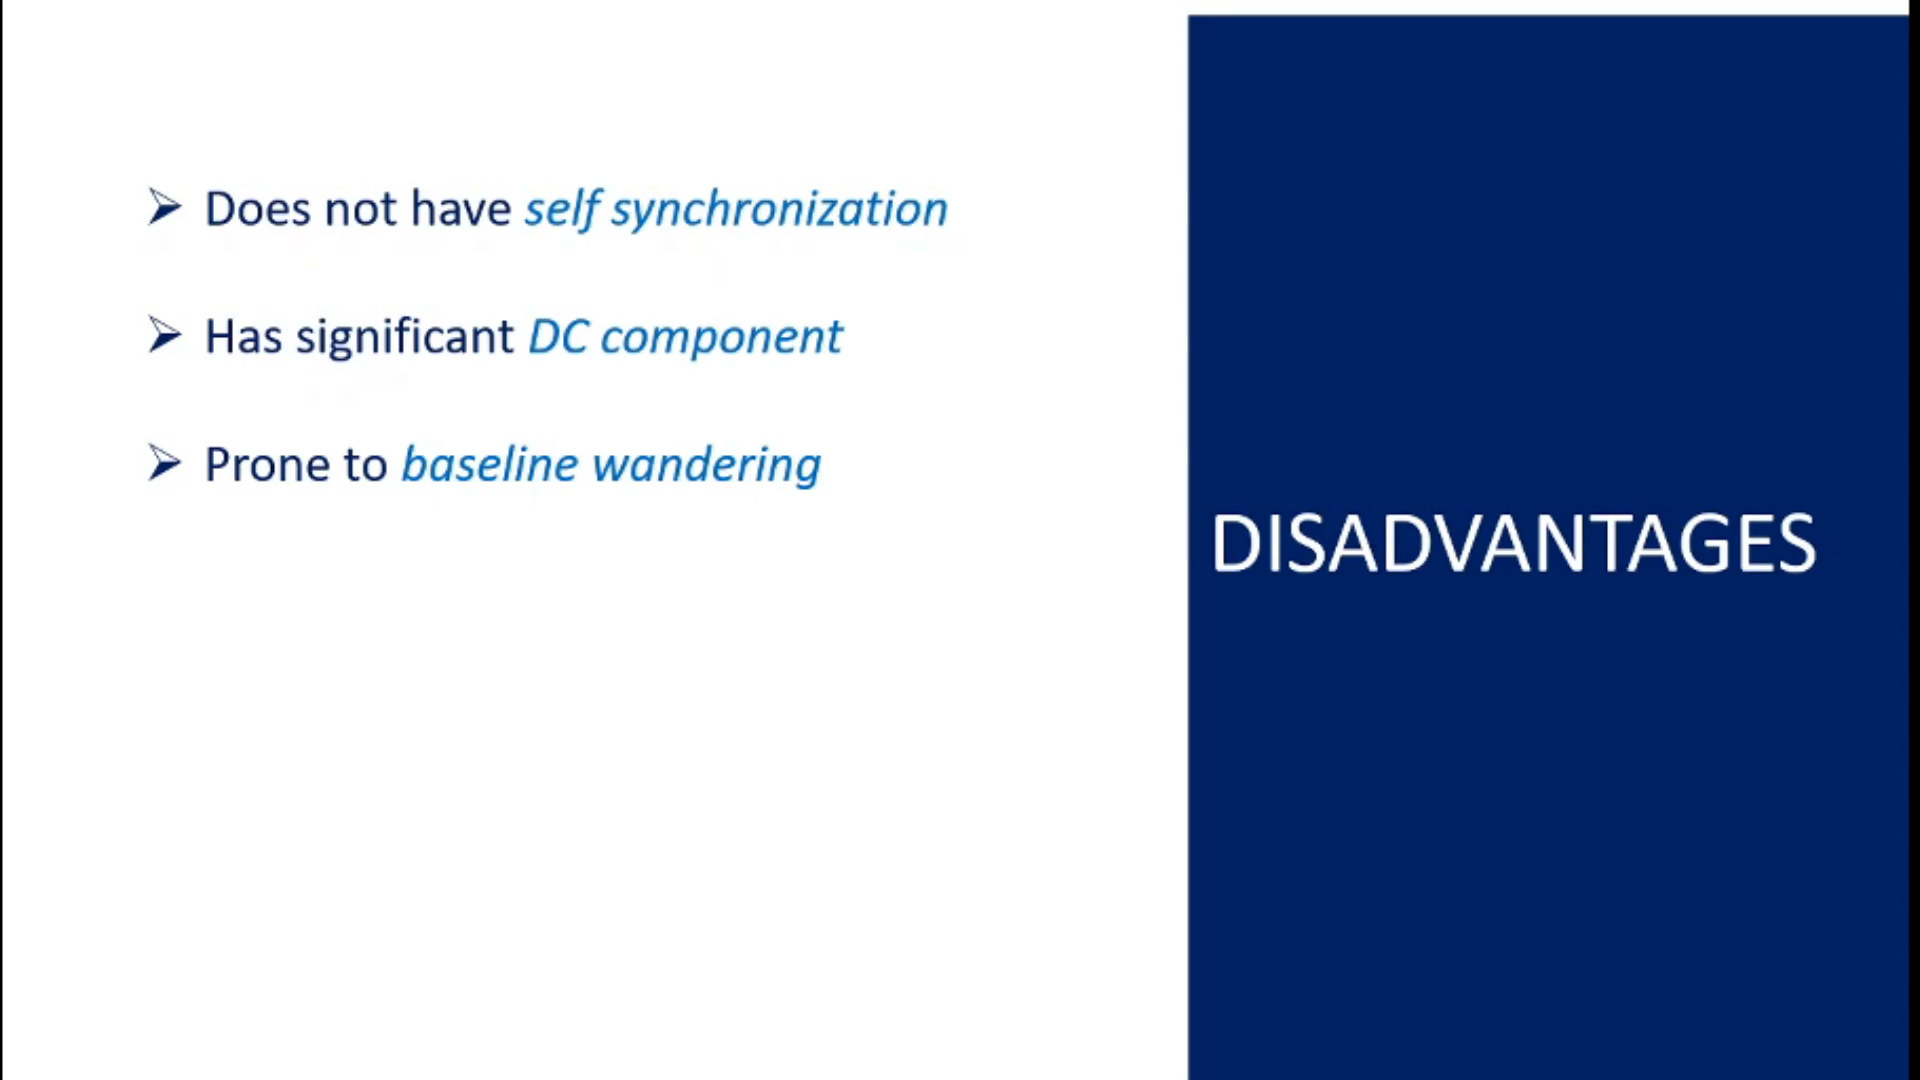 ➢ Does not have self synchronization
➢ Has significant DC component
➢ Prone to baseline wandering
DISADVANTAGES